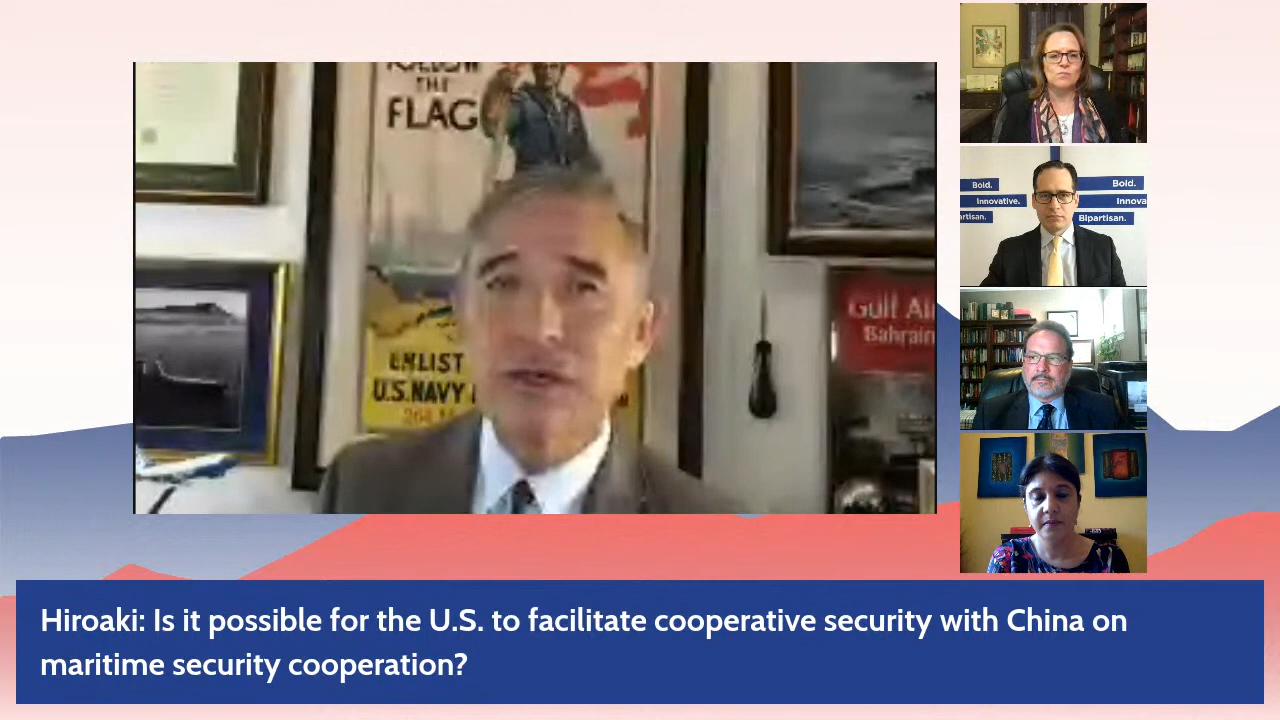 THE
FLAG
ENLIST
U.S.NAVY
Gulf Air
Bahrain
Bold.
Bold.
Innovative.
Innova
artisan.
Bipartisan.
Hiroaki: Is it possible for the U.S. to facilitate cooperative security with China on
maritime security cooperation?